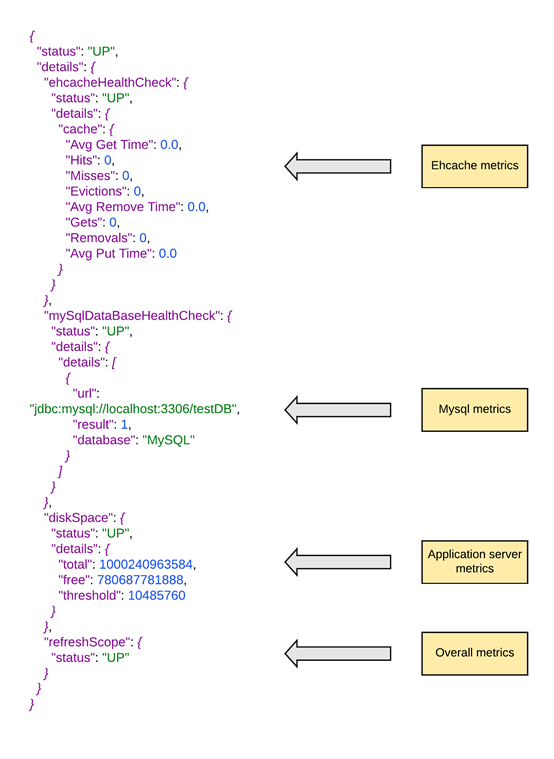 {
"status": "UP",
"details": {
"ehcacheHealthCheck": {
"status": "UP",
"details": {
"cache": {
"Avg Get Time": 0.0,
"Hits": 0,
"Misses": 0,
"Evictions": 0,
"Avg Remove Time": 0.0,
"Gets": 0,
"Removals": 0,
"Avg Put Time": 0.0
}
}
},
Ehcache metrics
"mySqlDataBaseHealthCheck": {
"status": "UP",
"details": {
"details": [
{
"url":
"jdbc:mysql://localhost:3306/testDB",
"result": 1,
"database": "MySQL"
}
]
}
},
Mysql metrics
"diskSpace": {
"status": "UP",
"details": {
"total": 1000240963584,
"free": 780687781888,
"threshold": 10485760
}
},
Application server
metrics
"refreshScope": {
"status": "UP"
}
}
}
Overall metrics